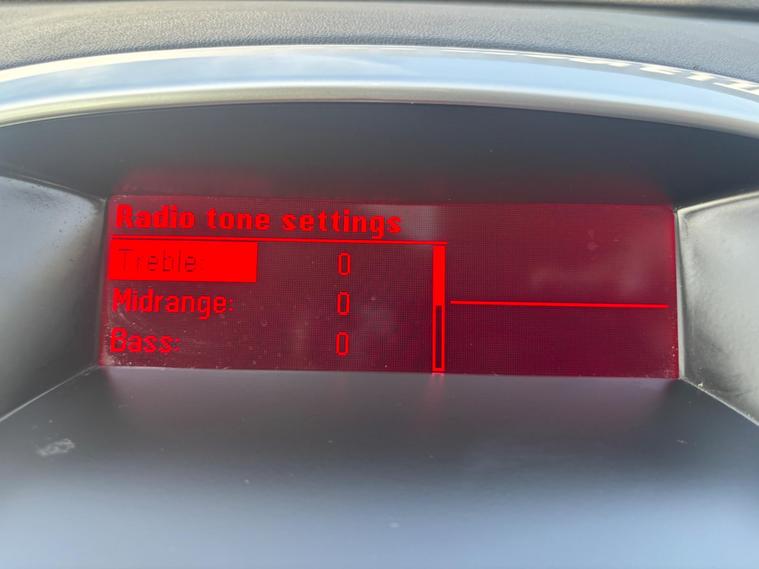 Radio tone settings
Treble: 0
Midrange: 0
Bass: 0